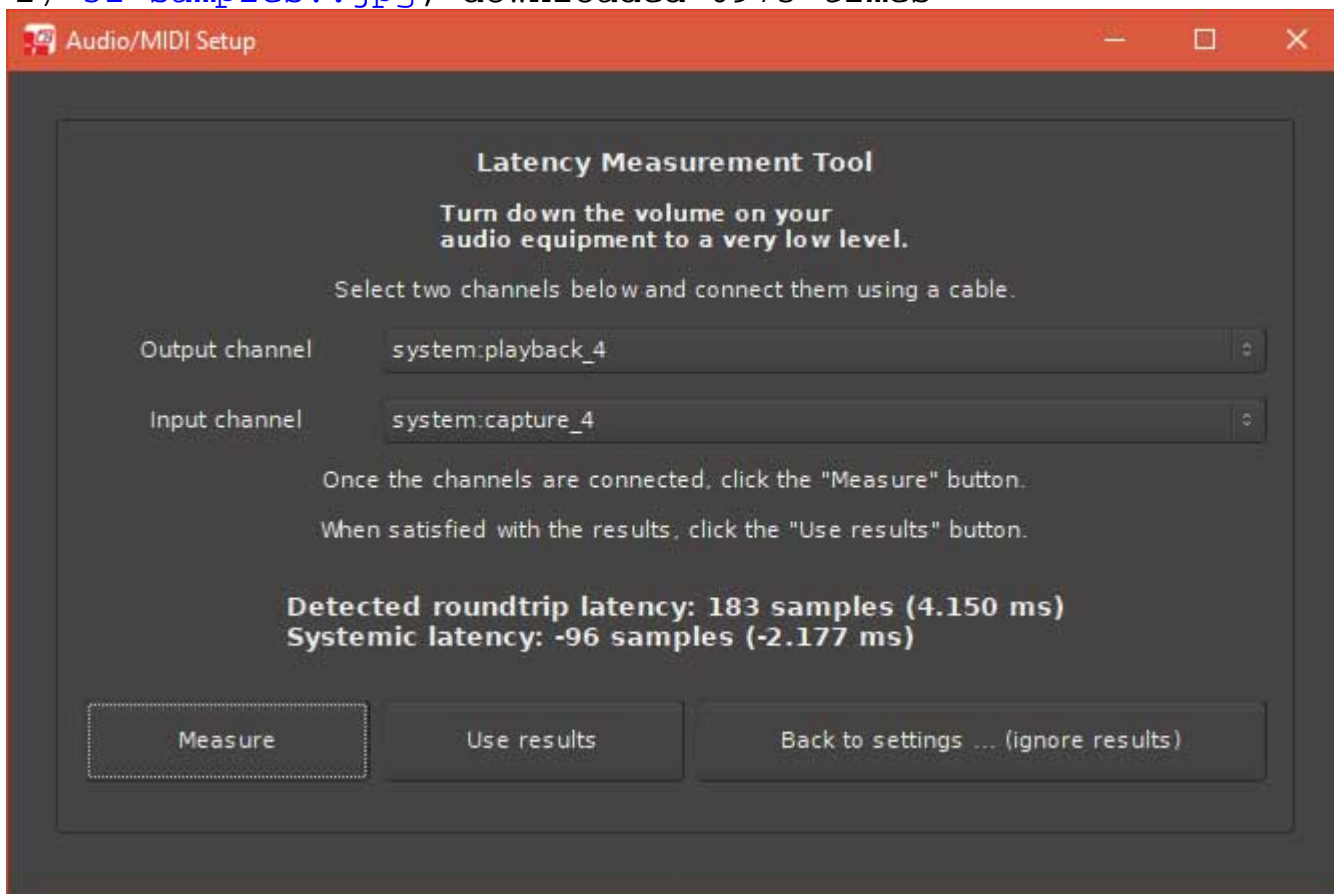 samples..jpg, downloaded times
Audio/MIDI Setup
Latency Measurement Tool
Turn down the volume on your
audio equipment to a very low level.
Select two channels below and connect them using a cable.
Output channel system:playback_4
Input channel system:capture_4
Once the channels are connected, click the "Measure" button.
When satisfied with the results, click the "Use results" button.
Detected roundtrip latency: 183 samples (4.150 ms)
Systemic latency: -96 samples (-2.177 ms)
Measure Use results Back to settings ... (ignore results)